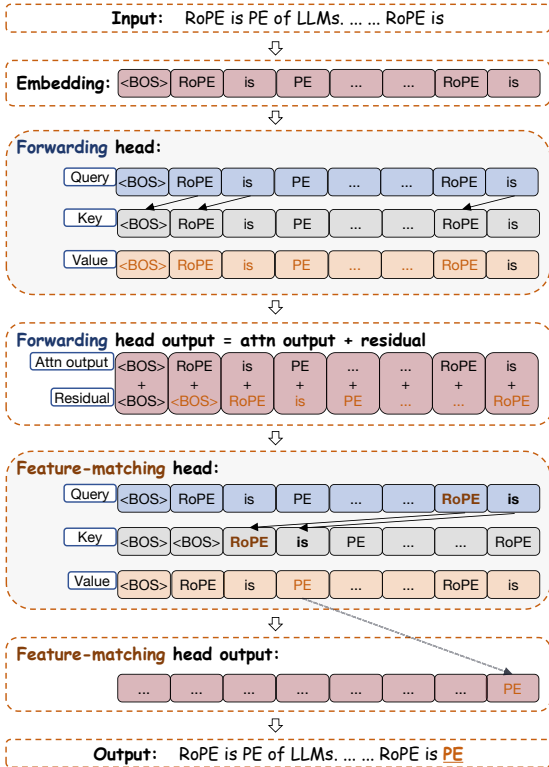 Input: RoPE is PE of LLMs. ... ... RoPE is
Embedding: <BOS> RoPE is PE ... ... RoPE is
Forwarding head:
Query <BOS> RoPE is PE ... ... RoPE is
Key <BOS> RoPE is PE ... ... RoPE is
Value <BOS> RoPE is PE ... ... RoPE is
Forwarding head output = attn output + residual
Attn output <BOS> RoPE is PE ... ... RoPE is
+ + + + + + + +
Residual <BOS> <BOS> RoPE is PE ... ... RoPE
Feature-matching head:
Query <BOS> RoPE is PE ... ... RoPE is
Key <BOS> <BOS> RoPE is PE ... ... RoPE
Value <BOS> RoPE is PE ... ... RoPE is
Feature-matching head output:
... ... ... ... ... ... ... PE
Output: RoPE is PE of LLMs. ... ... RoPE is PE